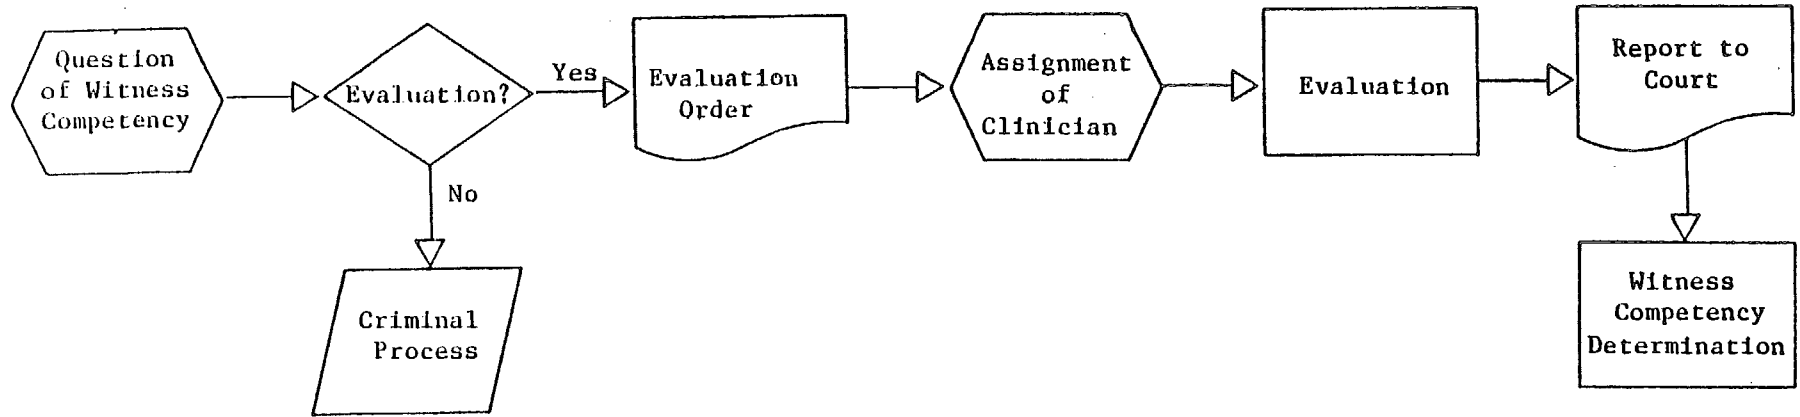 Question
of Witness
Competency
Evaluation?
Yes
No
Criminal
Process
Evaluation
Order
Assignment
of
Clinician
Evaluation
Report to
Court
Witness
Competency
Determination